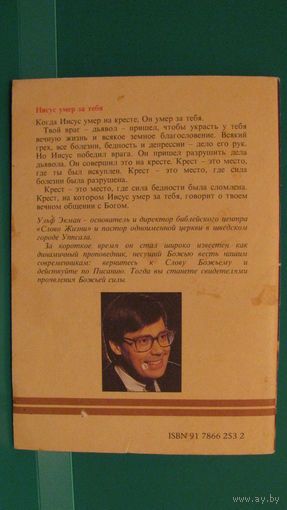 Иисус умер за тебя
Когда Иисус умер на кресте, Он умер за тебя.
Твой враг – дьявол – пришел, чтобы украсть у тебя
вечную жизнь и всякое земное благословение. Всякий
грех, все болезни, бедность и депрессии – дело его рук.
Но Иисус победил врага. Он пришел разрушить дела
дьявола. Он совершил это на кресте. Крест – это место,
где ты был искуплен. Крест – это место, где сила
болезни была разрушена.
Крест – это место, где сила бедности была сломлена.
Крест, на котором Иисус умер за тебя, говорит о твоем
вечном общении с Богом.
Ульф Экман – основатель и директор библейского центра
«Слово Жизни» и пастор одноименной церкви в шведском
городе Упсала.
За короткое время он стал широко известен как
динамичный проповедник, несущий Божью весть нашим
современникам: вернитесь к Слову Божьему и
действуйте по Писанию. Тогда вы станете свидетелями
проявления Божьей силы.
ISBN 91 7866 253 2
www.ay.by